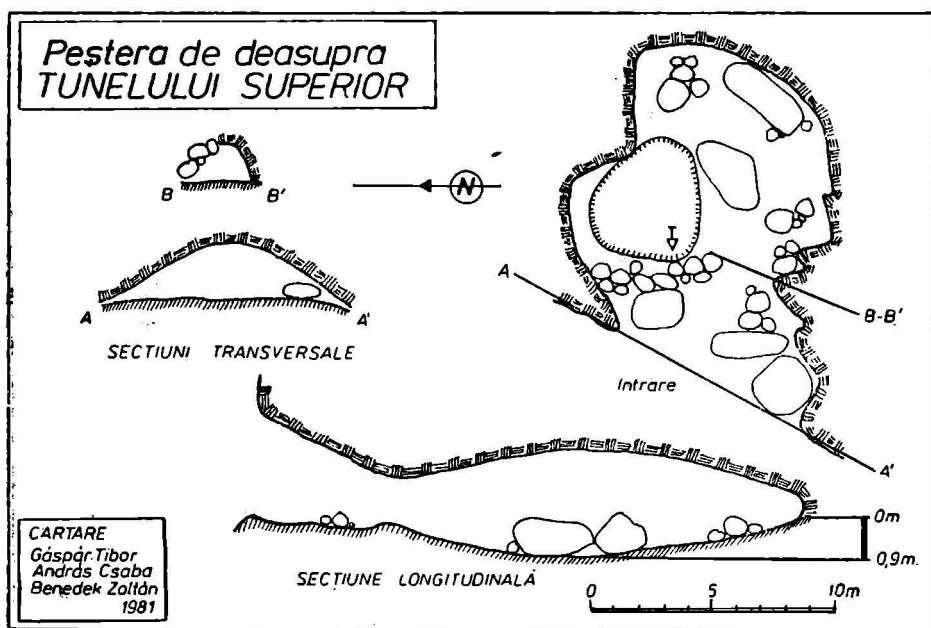 Peștera de deasupra
TUNELULUI SUPERIOR
B
B'
N
A
A'
SECTIUNI TRANSVERSALE
I
A
B-B'
Intrare
A'
0m
0,9m.
SECTIUNE LONGITUDINALĂ
0
5
10m
CARTARE
Gáspár Tibor
András Csaba
Benedek Zoltán
1981